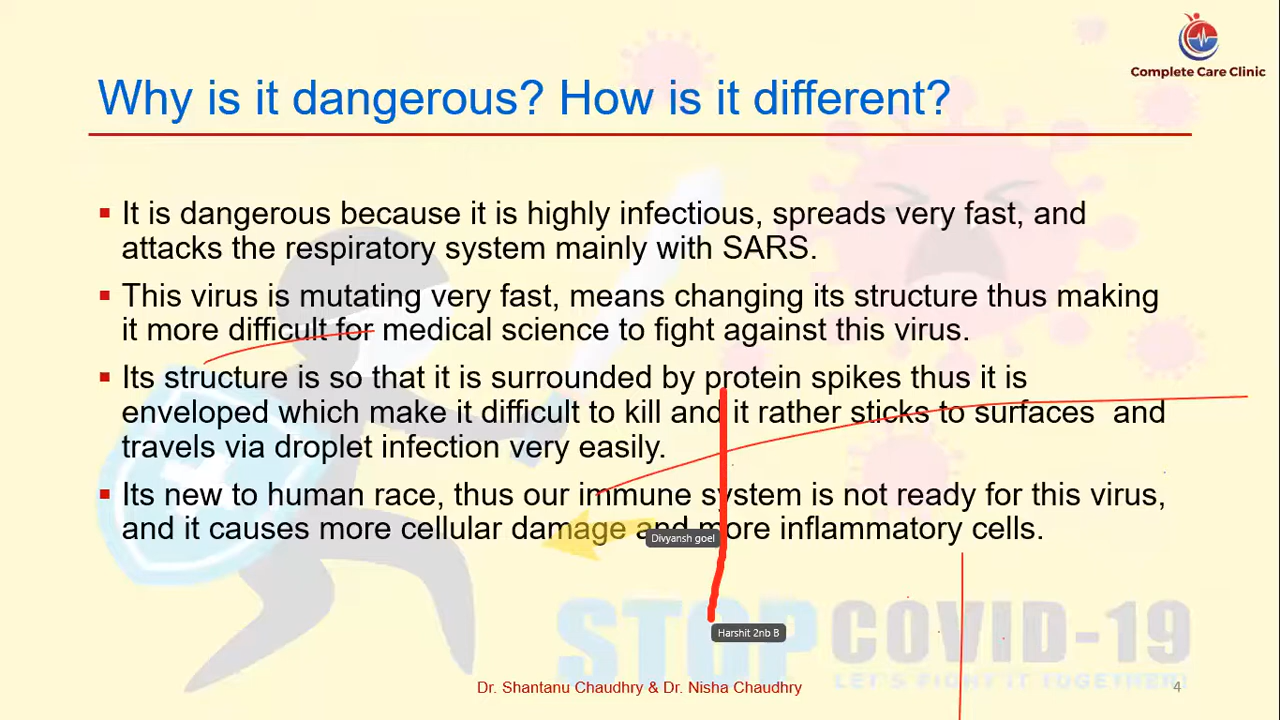 Complete Care Clinic
Why is it dangerous? How is it different?
It is dangerous because it is highly infectious, spreads very fast, and
attacks the respiratory system mainly with SARS.
This virus is mutating very fast, means changing its structure thus making
it more difficult for medical science to fight against this virus.
Its structure is so that it is surrounded by protein spikes thus it is
enveloped which make it difficult to kill and it rather sticks to surfaces and
travels via droplet infection very easily.
Its new to human race, thus our immune system is not ready for this virus,
and it causes more cellular damage and more inflammatory cells.
Divyansh goel
Harshit 2nb B
STOP COVID-19
LET'S FIGHT IT TOGETHER!
Dr. Shantanu Chaudhry & Dr. Nisha Chaudhry
4